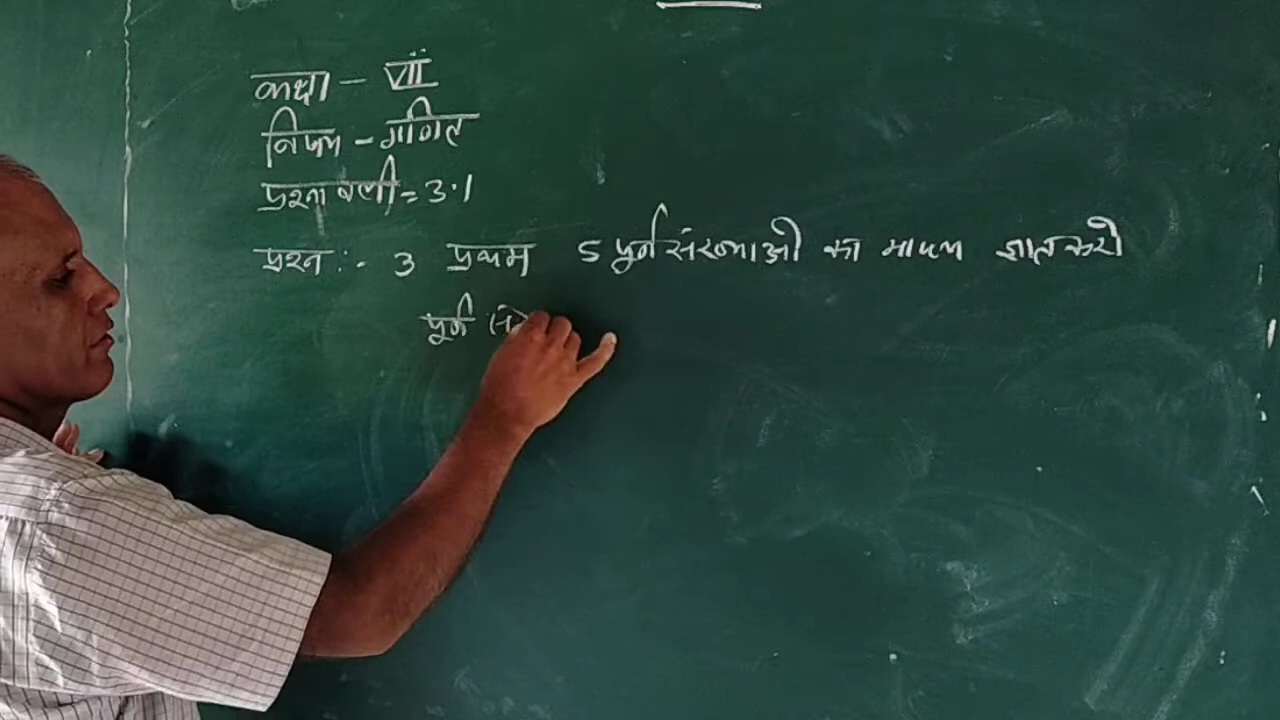 कक्षा - VII
विषय - गणित
प्रश्नावली = 3.1
प्रश्न :- 3 प्रथम 5 पूर्ण संख्याओं का माध्य ज्ञात करो
पूर्ण सं